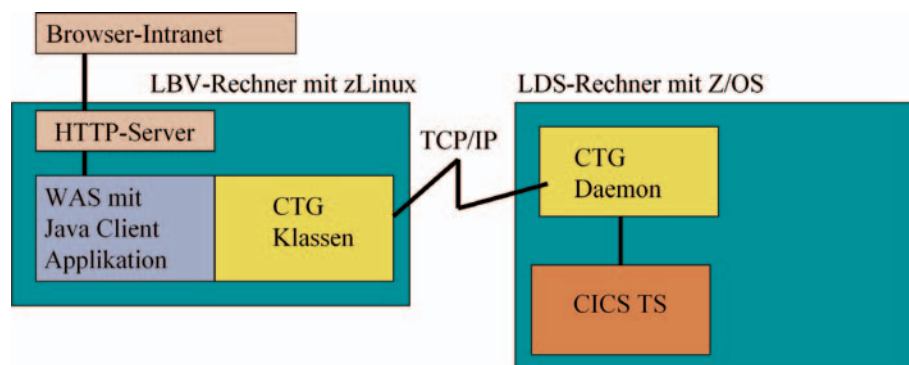 Browser-Intranet
LBV-Rechner mit zLinux
LDS-Rechner mit Z/OS
HTTP-Server
TCP/IP
WAS mit
Java Client
Applikation
CTG
Klassen
CTG
Daemon
CICS TS